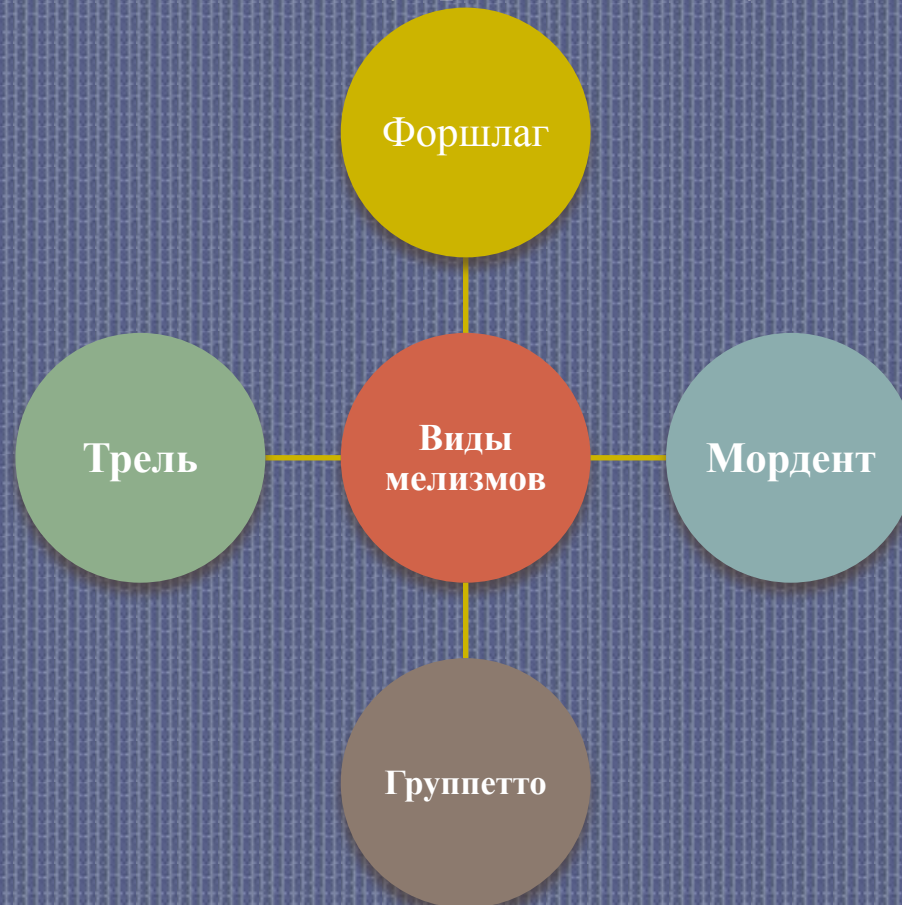 Форшлаг
Трель
Виды
мелизмов
Мордент
Группетто